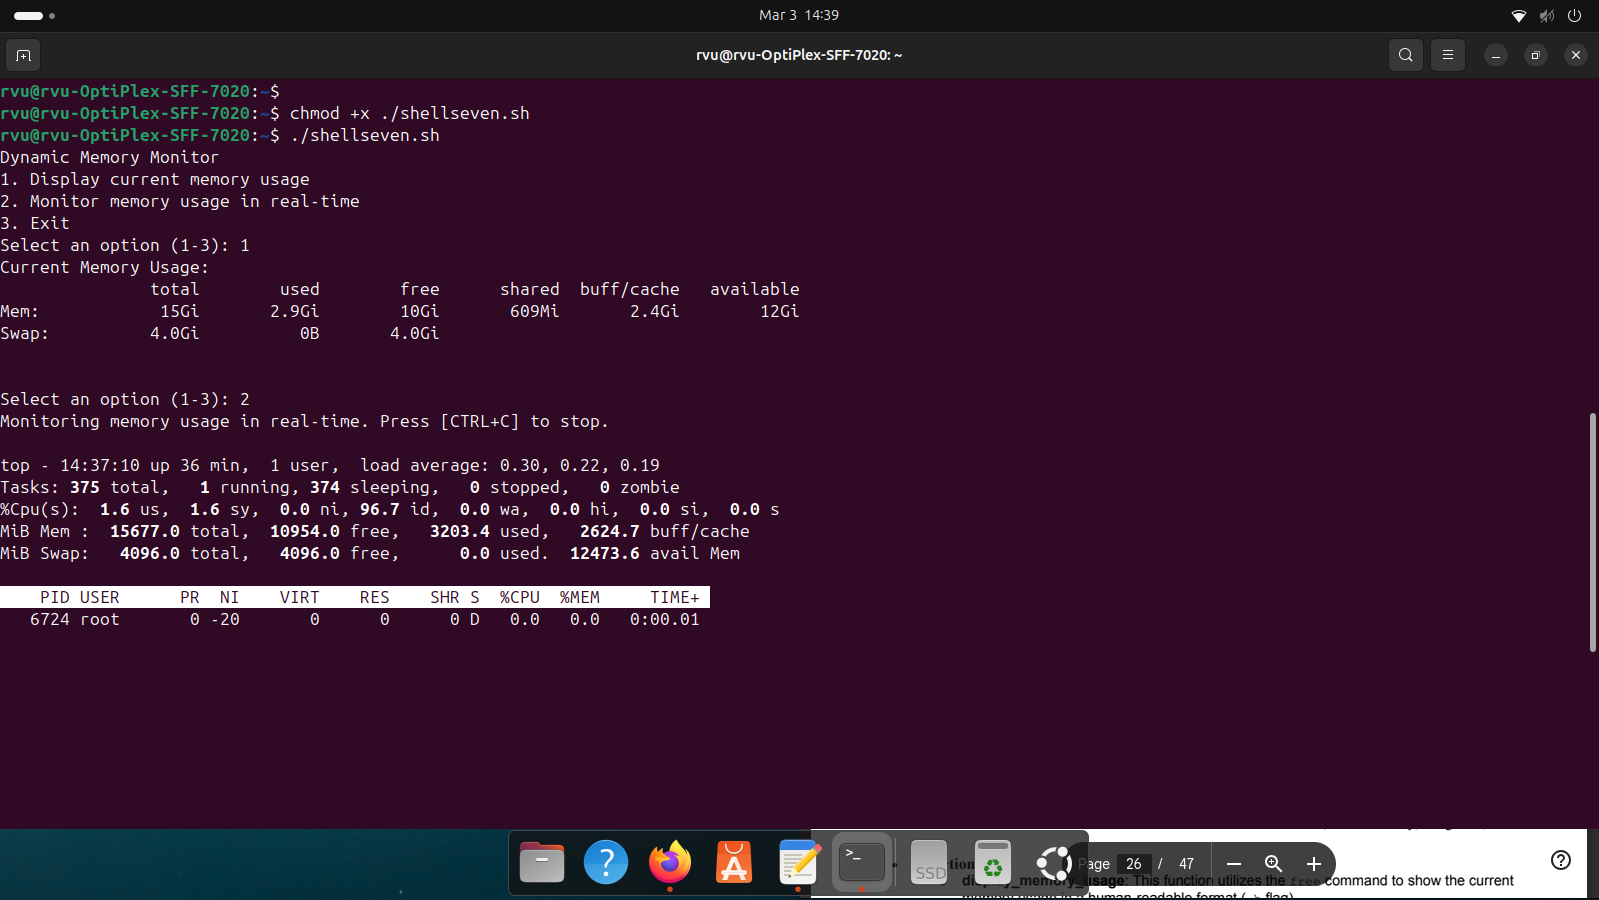 Mar 3 14:39
rvu@rvu-OptiPlex-SFF-7020: ~
rvu@rvu-OptiPlex-SFF-7020:~$
rvu@rvu-OptiPlex-SFF-7020:~$ chmod +x ./shellseven.sh
rvu@rvu-OptiPlex-SFF-7020:~$ ./shellseven.sh
Dynamic Memory Monitor
1. Display current memory usage
2. Monitor memory usage in real-time
3. Exit
Select an option (1-3): 1
Current Memory Usage:
total used free shared buff/cache available
Mem: 15Gi 2.9Gi 10Gi 609Mi 2.4Gi 12Gi
Swap: 4.0Gi 0B 4.0Gi
Select an option (1-3): 2
Monitoring memory usage in real-time. Press [CTRL+C] to stop.
top - 14:37:10 up 36 min, 1 user, load average: 0.30, 0.22, 0.19
Tasks: 375 total, 1 running, 374 sleeping, 0 stopped, 0 zombie
%Cpu(s): 1.6 us, 1.6 sy, 0.0 ni, 96.7 id, 0.0 wa, 0.0 hi, 0.0 si, 0.0 s
MiB Mem : 15677.0 total, 10954.0 free, 3203.4 used, 2624.7 buff/cache
MiB Swap: 4096.0 total, 4096.0 free, 0.0 used. 12473.6 avail Mem
PID USER PR NI VIRT RES SHR S %CPU %MEM TIME+
6724 root 0 -20 0 0 0 D 0.0 0.0 0:00.01
SSD
Page 26 / 47
display_memory_usage: This function utilizes the free command to show the current
memory usage in a human-readable format ( flag)